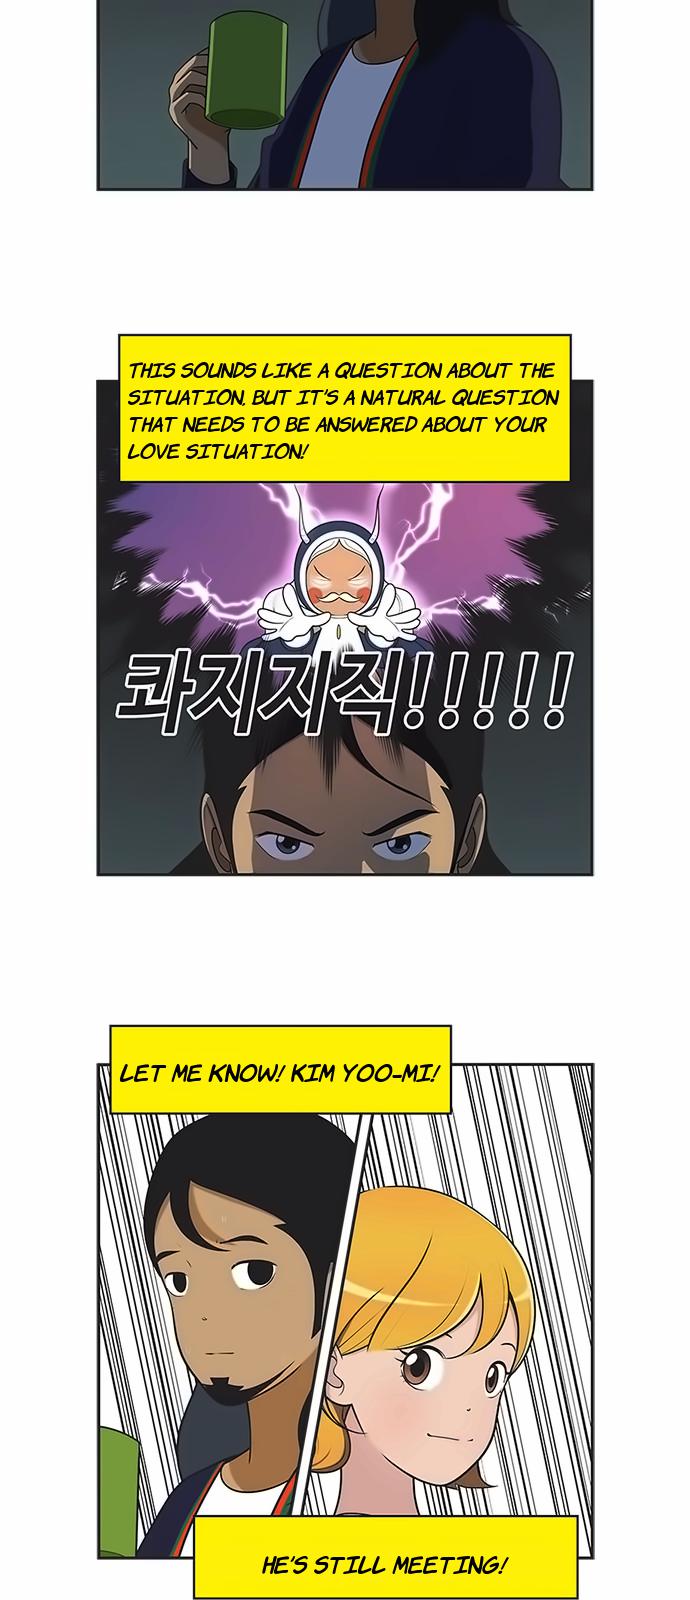 THIS SOUNDS LIKE A QUESTION ABOUT THE
SITUATION, BUT IT'S A NATURAL QUESTION
THAT NEEDS TO BE ANSWERED ABOUT YOUR
LOVE SITUATION!
콰지지직!!!!!
LET ME KNOW! KIM YOO-MI!
HE'S STILL MEETING!